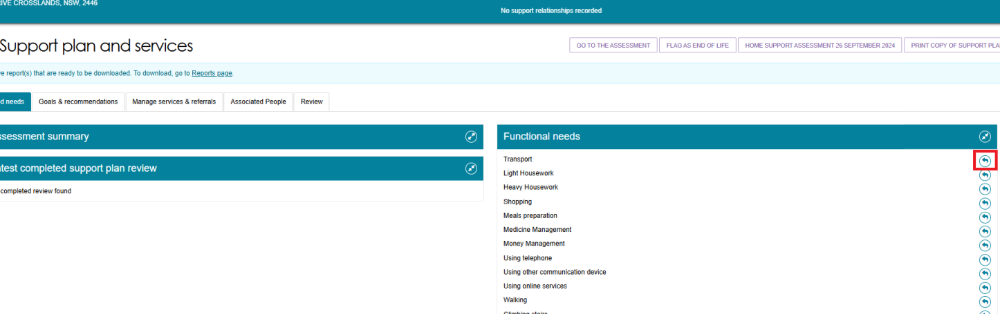 RIVE CROSSLANDS, NSW, 2446
No support relationships recorded
Support plan and services
GO TO THE ASSESSMENT
FLAG AS END OF LIFE
HOME SUPPORT ASSESSMENT 26 SEPTEMBER 2024
PRINT COPY OF SUPPORT PLA
ve report(s) that are ready to be downloaded. To download, go to Reports page.
ed needs
Goals & recommendations
Manage services & referrals
Associated People
Review
ssessment summary
atest completed support plan review
completed review found
Functional needs
Transport
Light Housework
Heavy Housework
Shopping
Meals preparation
Medicine Management
Money Management
Using telephone
Using other communication device
Using online services
Walking
Climbing stairs